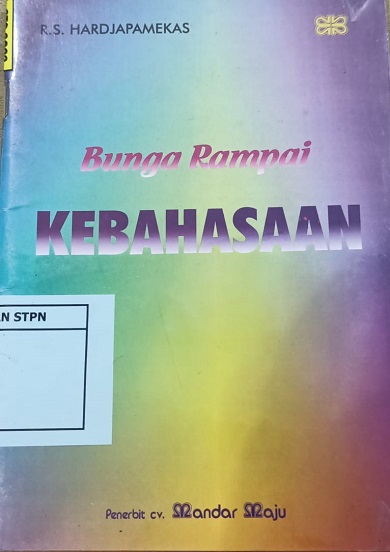 R.S. HARDJAPAMEKAS
Bunga Rampai
KEBAHASAAN
N STPN
Penerbit cv. Mandar Maju